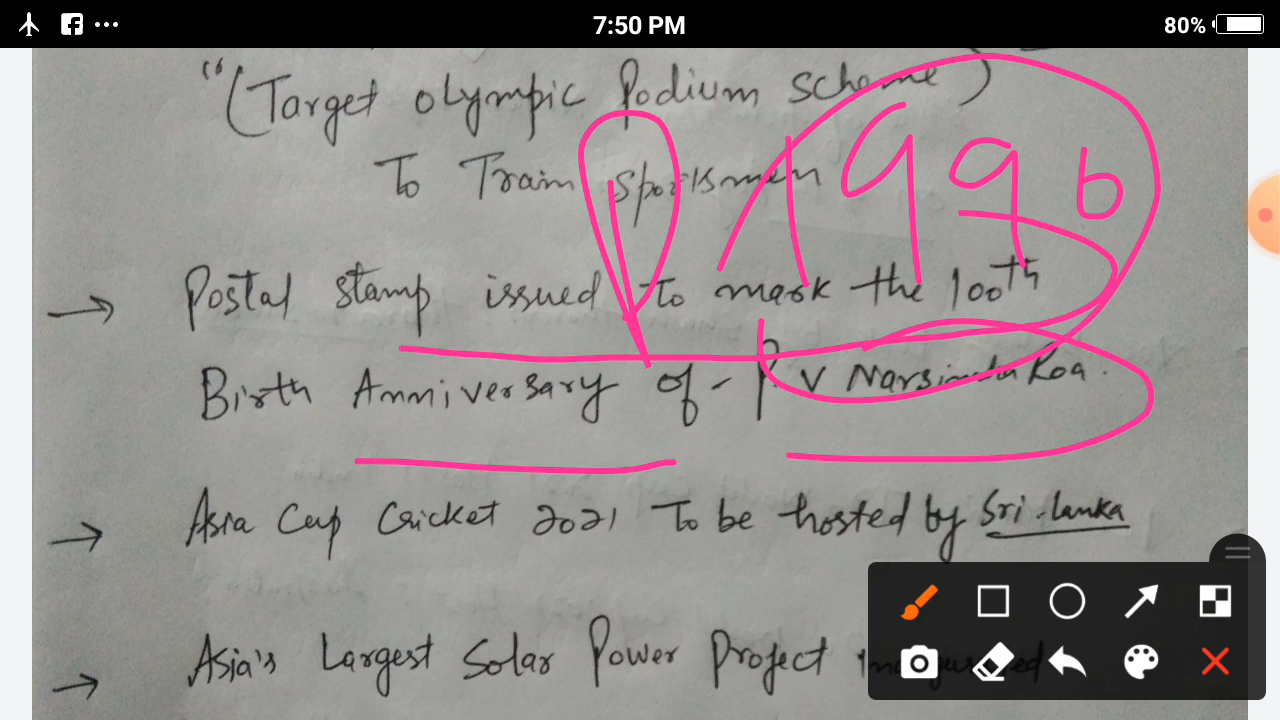 7:50 PM
80%
"(Target olympic Podium Scheme)
To Train Sportsmen
→ Postal stamp issued to mark the 100th
1996
Birth Anniversary of - P V Narsimha Roa.
→ Asia Cup Cricket 2021 To be hosted by Sri-lanka
→ Asia's Largest Solar Power Project